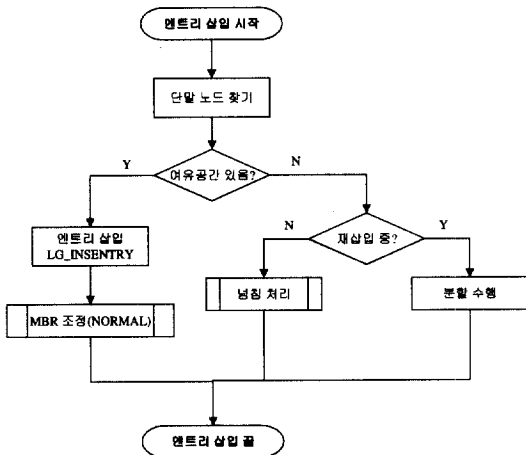 엔트리 삽입 시작
단말 노드 찾기
여유공간 있음?
Y
N
엔트리 삽입
LG_INSENTRY
재삽입 중?
N
Y
MBR 조정(NORMAL)
넘침 처리
분할 수행
엔트리 삽입 끝